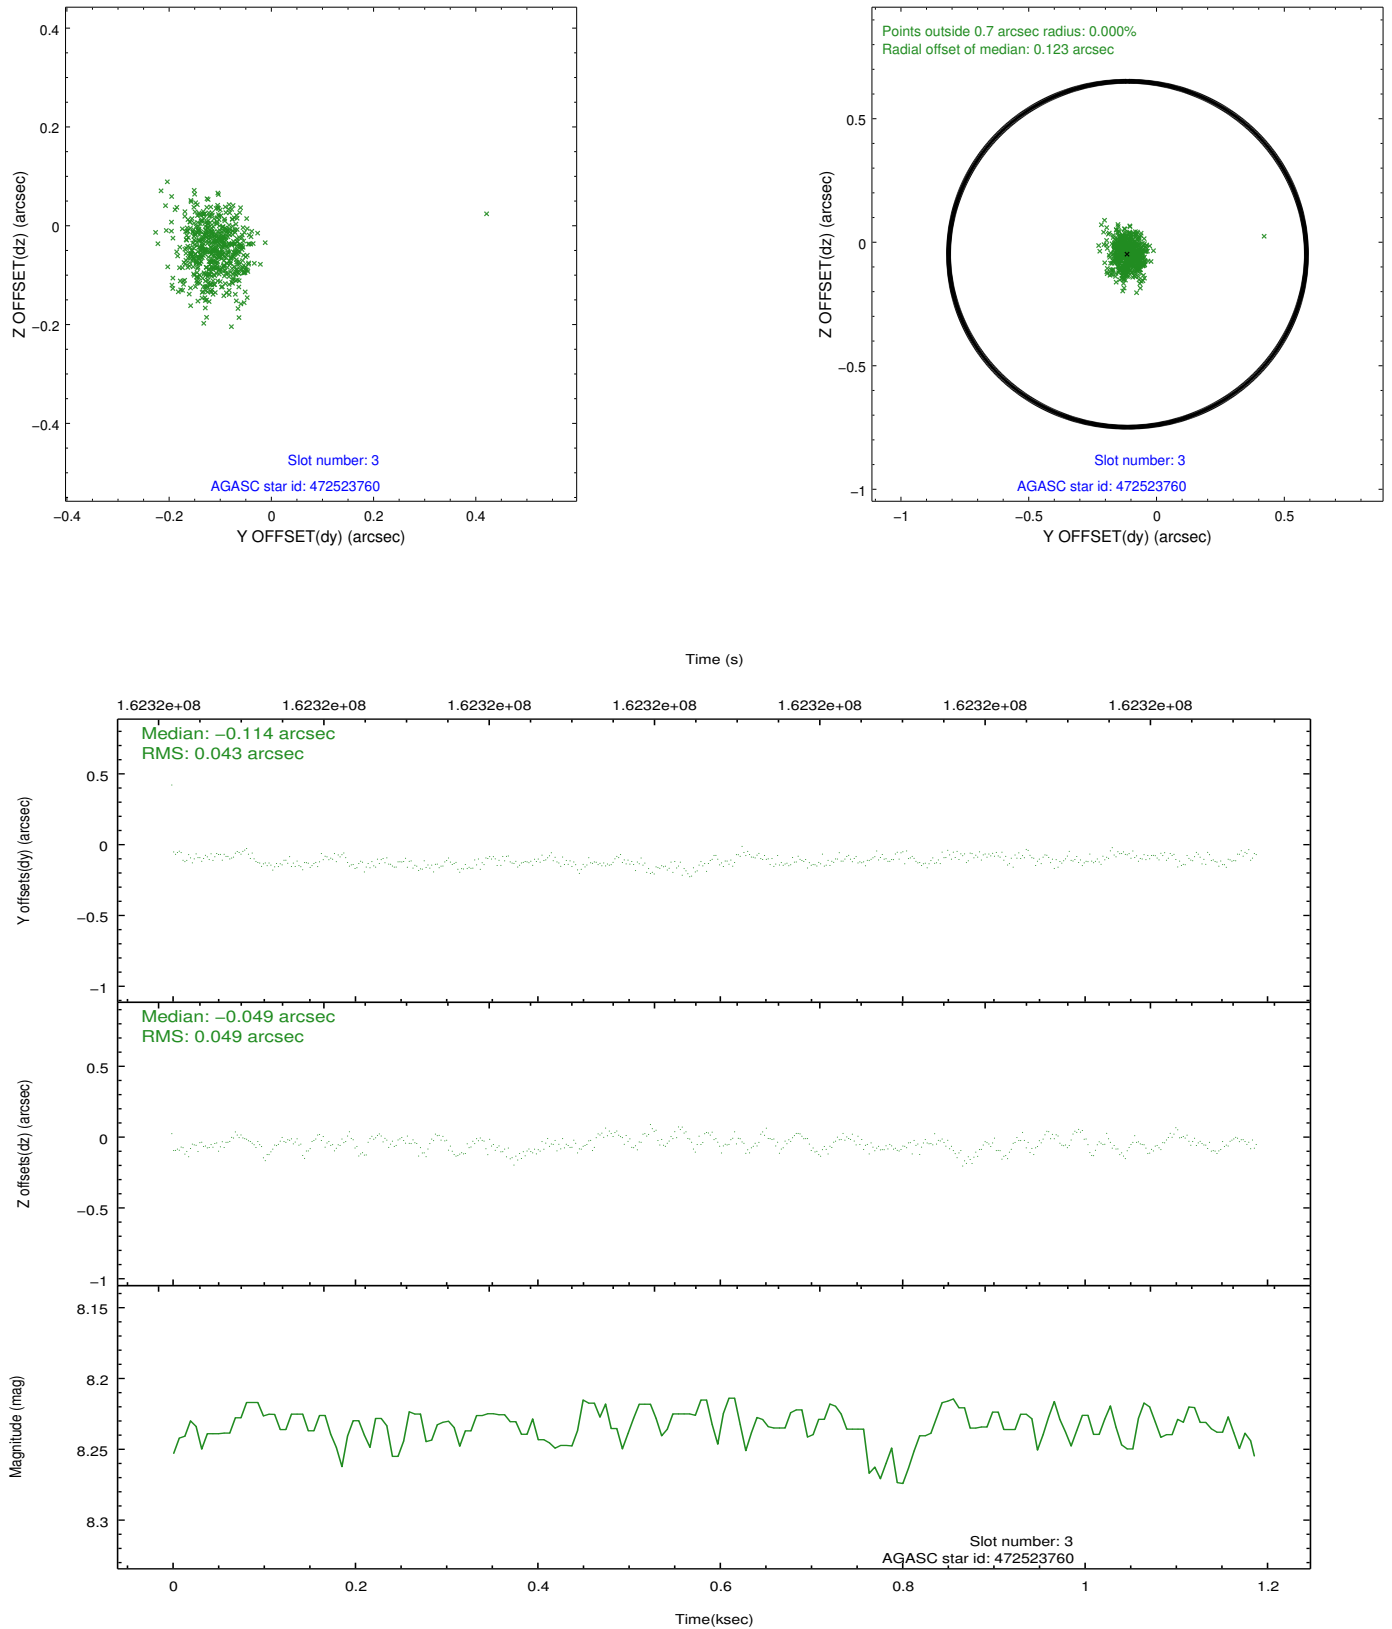 0.4
0.2
0
−0.2
−0.4
Z OFFSET(dz) (arcsec)
Slot number: 3
AGASC star id: 472523760
−0.4 −0.2 0 0.2 0.4
Y OFFSET(dy) (arcsec)
Points outside 0.7 arcsec radius: 0.000%
Radial offset of median: 0.123 arcsec
0.5
0
−0.5
−1
Z OFFSET(dz) (arcsec)
Slot number: 3
AGASC star id: 472523760
−1 −0.5 0 0.5
Y OFFSET(dy) (arcsec)
Time (s)
1.6232e+08 1.6232e+08 1.6232e+08 1.6232e+08 1.6232e+08 1.6232e+08 1.6232e+08
Median: −0.114 arcsec
RMS: 0.043 arcsec
0.5
0
−0.5
−1
Y offsets(dy) (arcsec)
Median: −0.049 arcsec
RMS: 0.049 arcsec
0.5
0
−0.5
−1
Z offsets(dz) (arcsec)
8.15
8.2
8.25
8.3
Magnitude (mag)
Slot number: 3
AGASC star id: 472523760
0 0.2 0.4 0.6 0.8 1 1.2
Time(ksec)